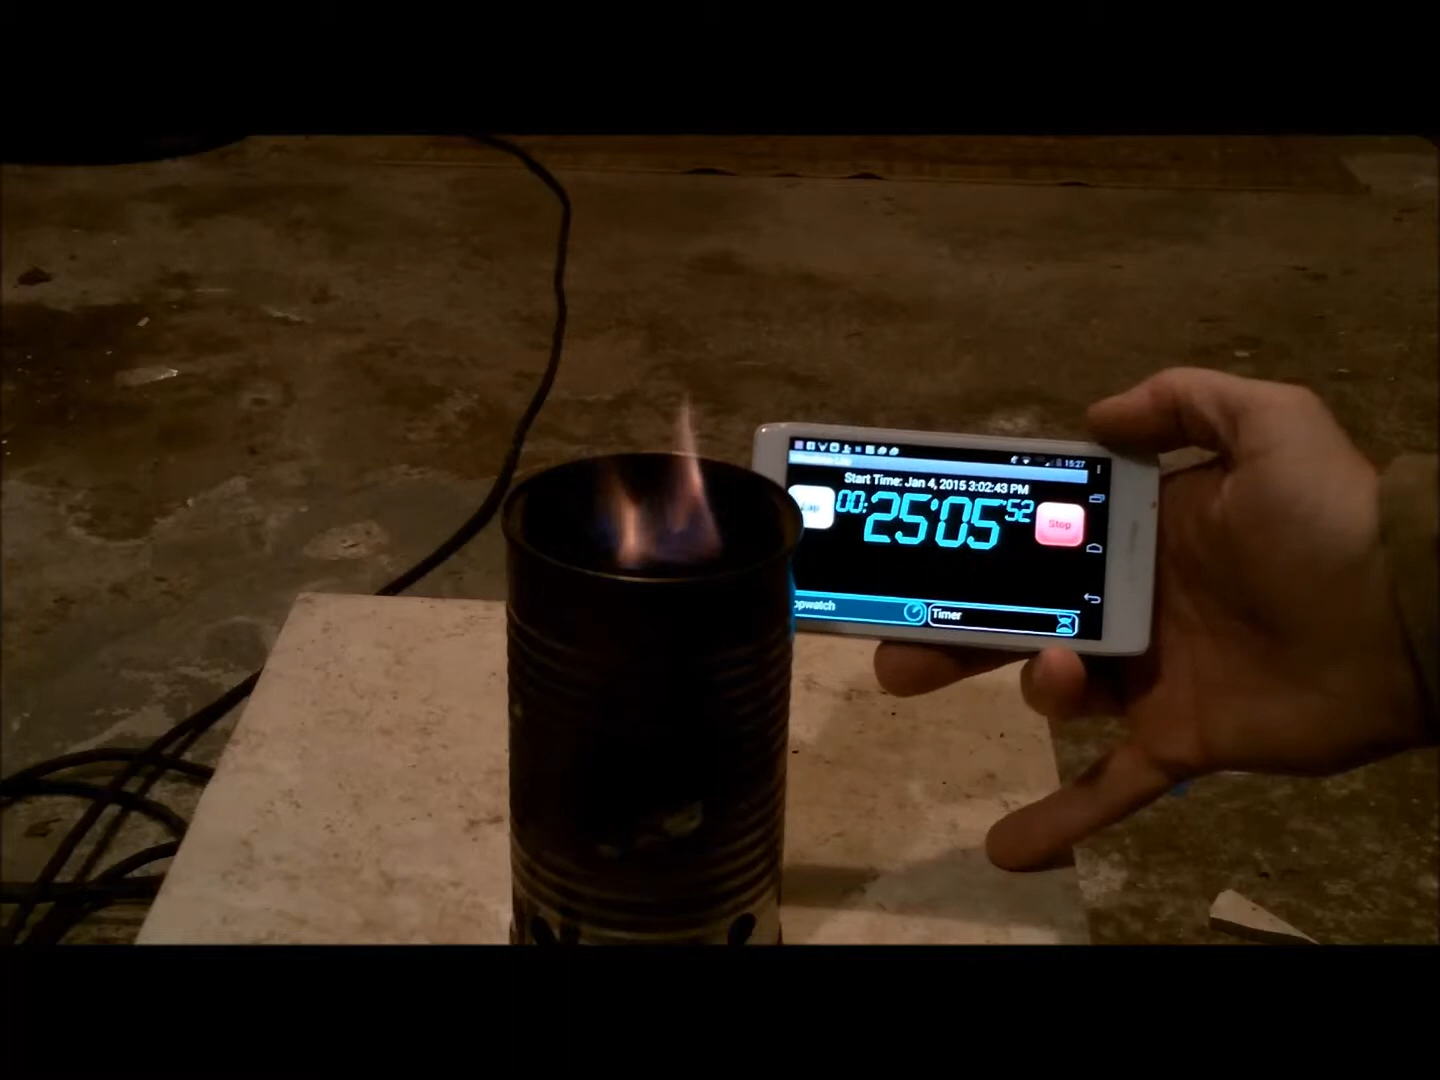 15:27
Start Time: Jan 4, 2015 3:02:43 PM
00:25'05"52
Stop
opwatch
Timer